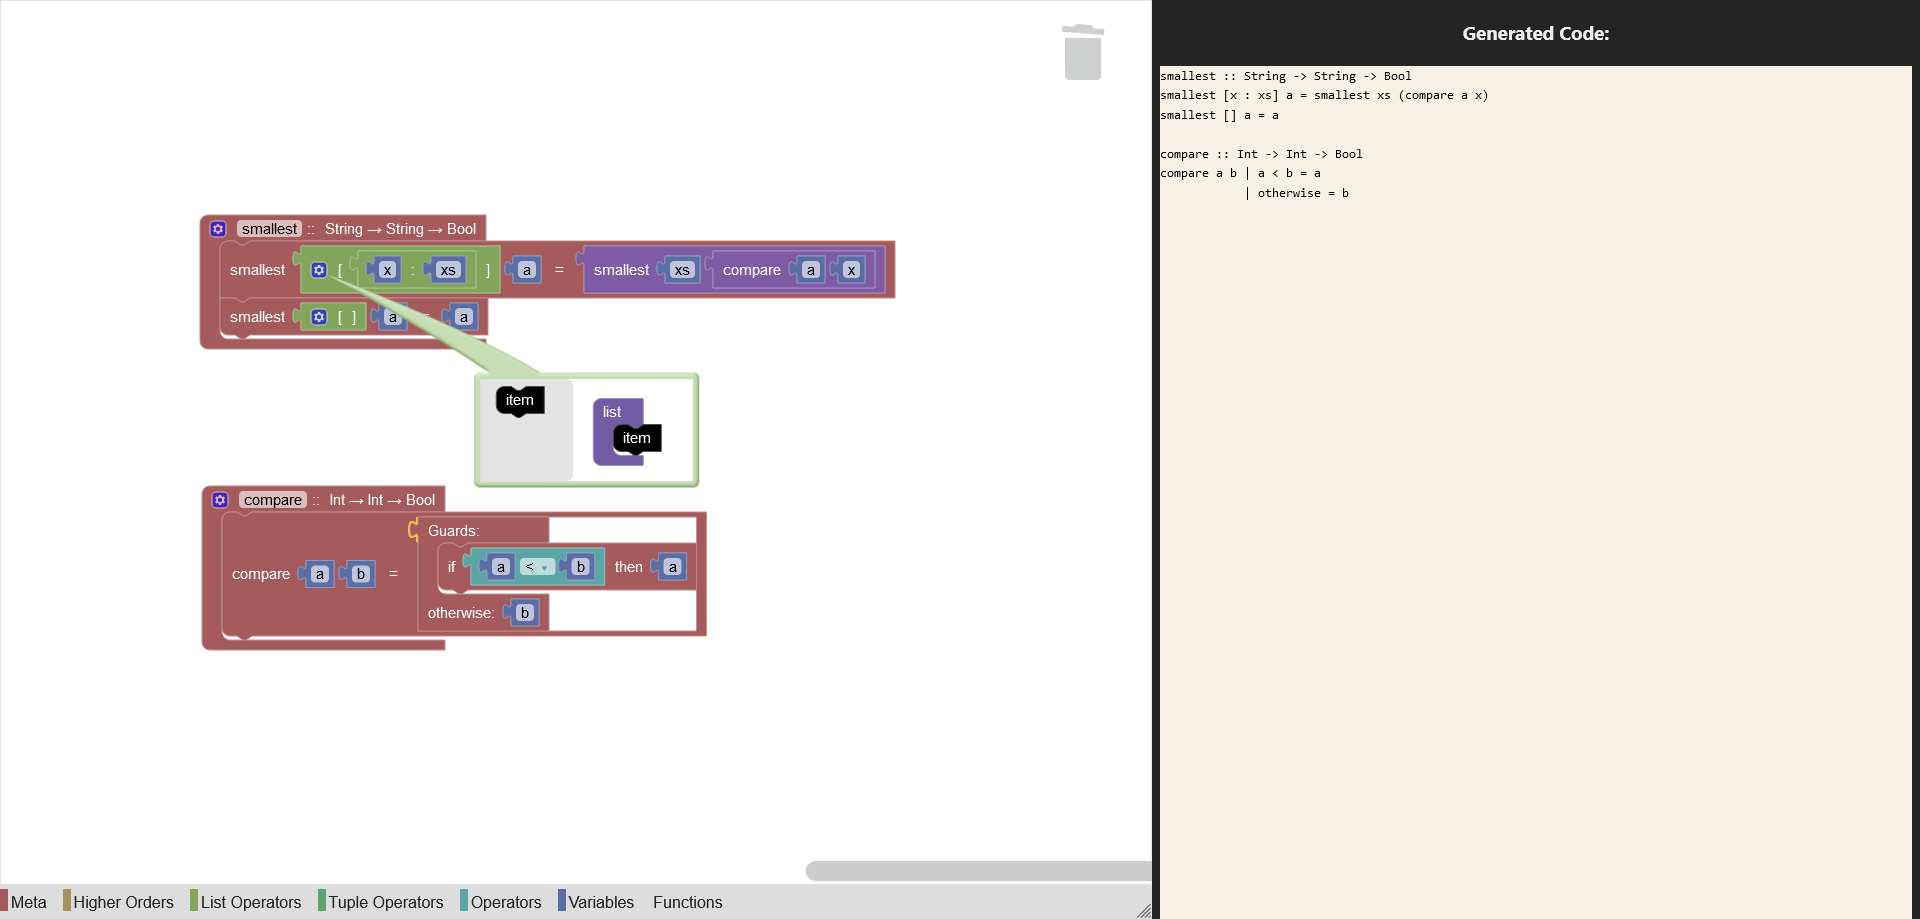 Generated Code:
smallest :: String -> String -> Bool
smallest [x : xs] a = smallest xs (compare a x)
smallest [] a = a
compare :: Int -> Int -> Bool
compare a b | a < b = a
| otherwise = b
smallest :: String → String → Bool
smallest [ x : xs ] a = smallest xs compare a x
smallest [ ] a = a
item
list
item
compare :: Int → Int → Bool
Guards:
if a < b then a
compare a b =
otherwise: b
Meta Higher Orders List Operators Tuple Operators Operators Variables Functions